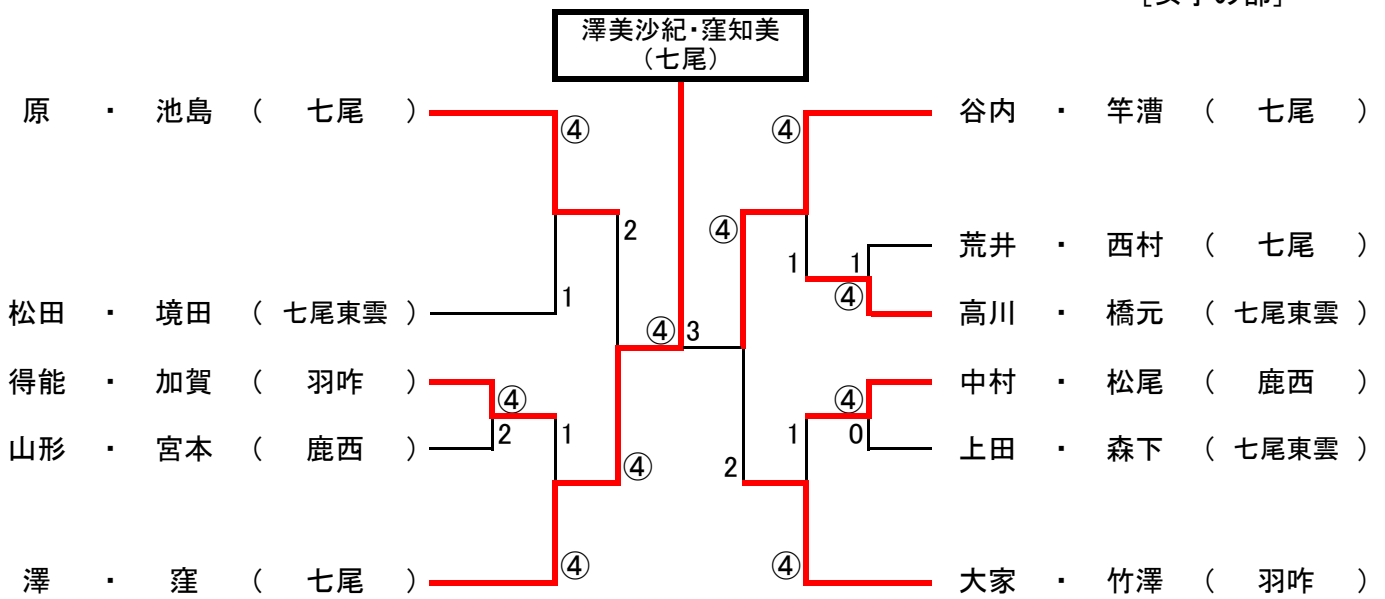 澤美沙紀・窪知美
（七尾）
原 ・ 池島 （ 七尾 ）
④
④
谷内 ・ 竿漕 （ 七尾 ）
2
④
荒井 ・ 西村 （ 七尾 ）
1
1
④
松田 ・ 境田 （ 七尾東雲 ）
1
高川 ・ 橋元 （ 七尾東雲 ）
④
3
得能 ・ 加賀 （ 羽咋 ）
④
④
中村 ・ 松尾 （ 鹿西 ）
山形 ・ 宮本 （ 鹿西 ）
2
1
1
0
上田 ・ 森下 （ 七尾東雲 ）
④
2
澤 ・ 窪 （ 七尾 ）
④
④
大家 ・ 竹澤 （ 羽咋 ）